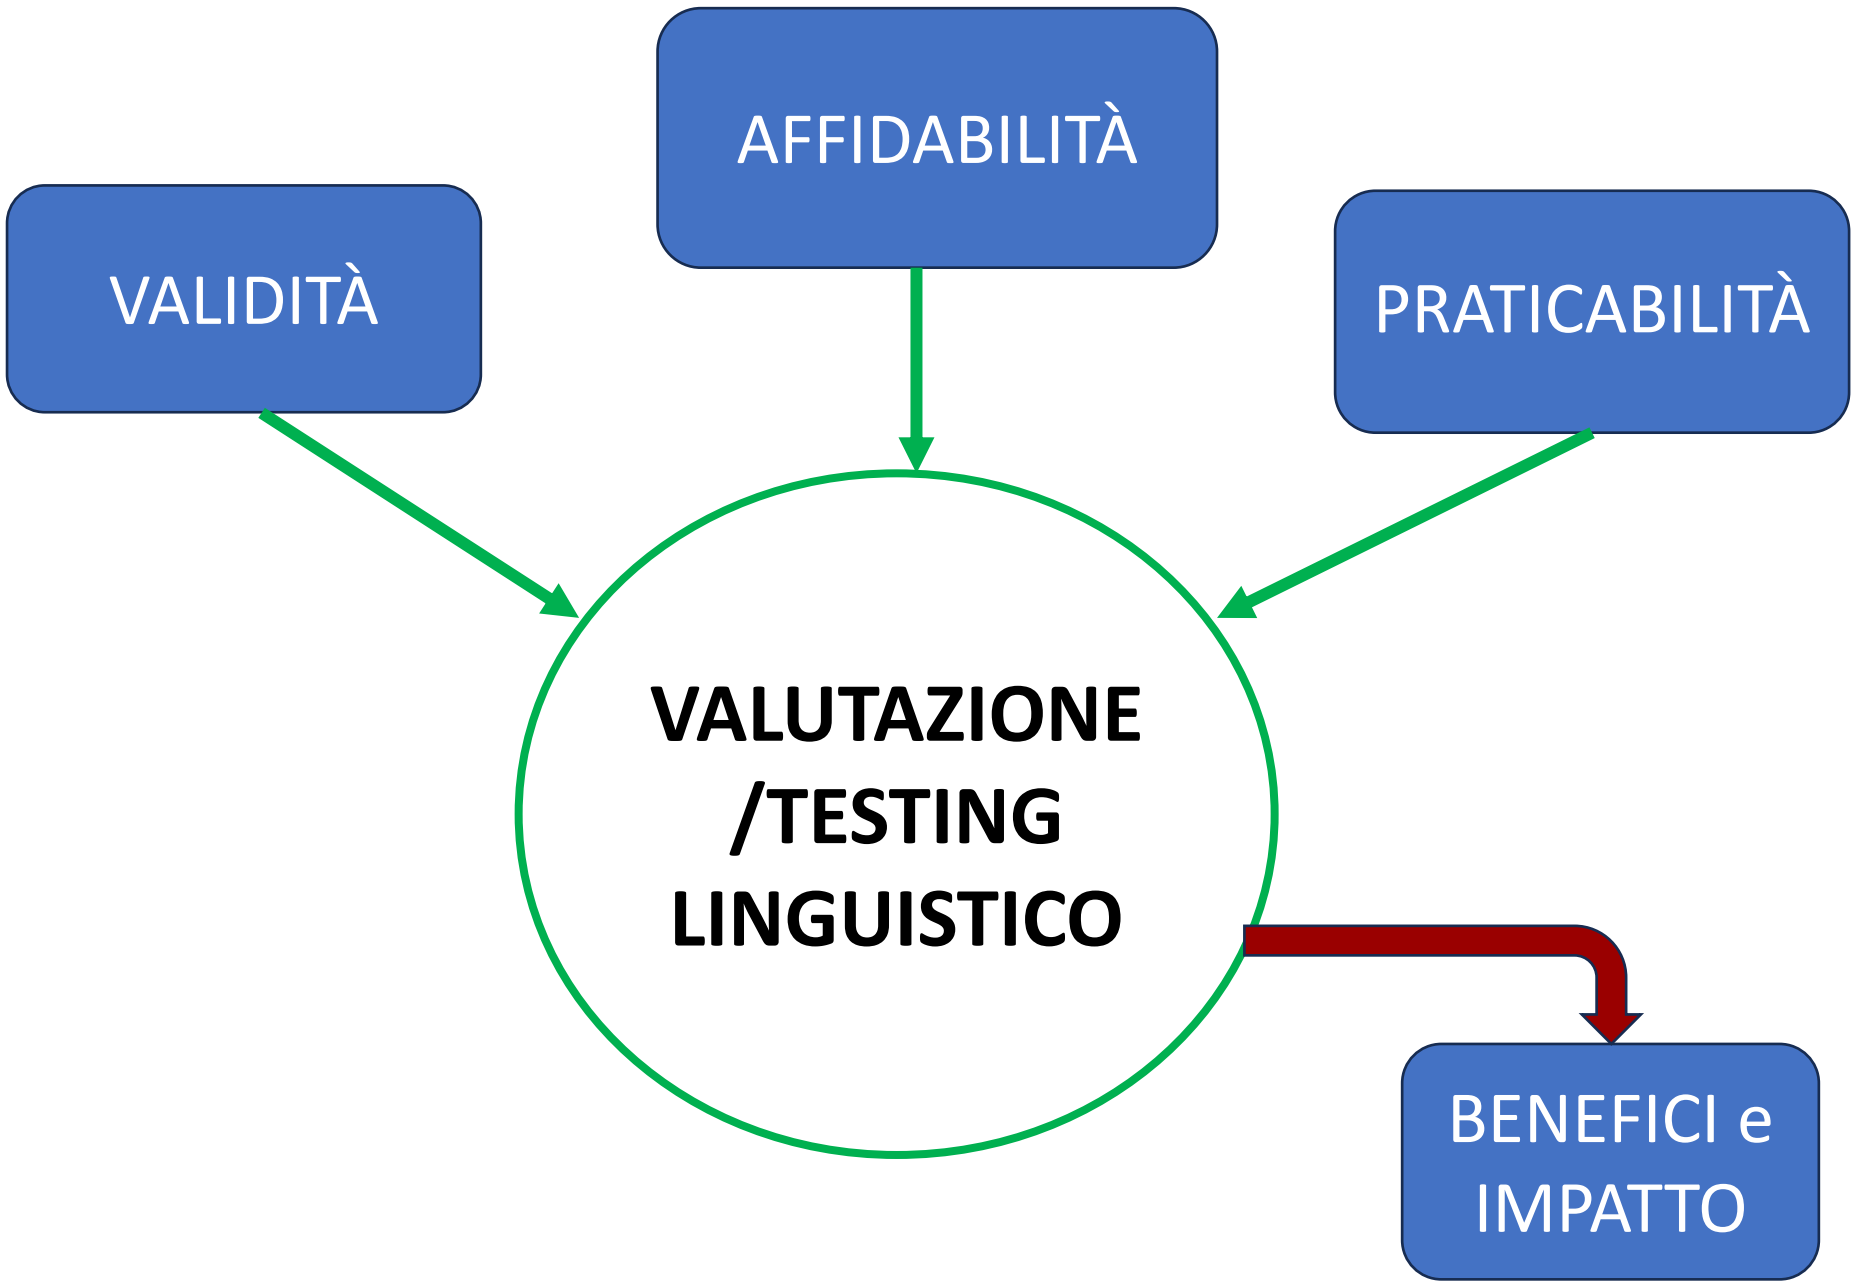 AFFIDABILITÀ
VALIDITÀ
PRATICABILITÀ
VALUTAZIONE
/TESTING
LINGUISTICO
BENEFICI e
IMPATTO